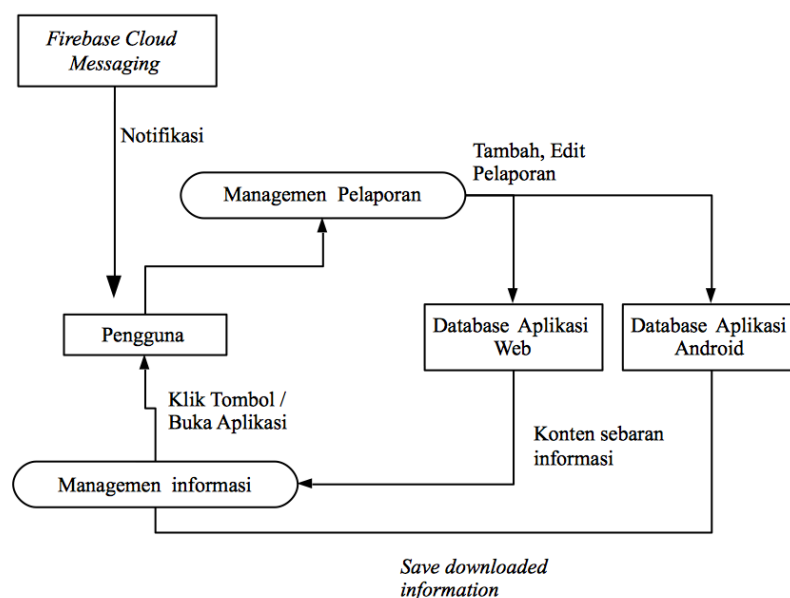 Firebase Cloud
Messaging
Notifikasi
Tambah, Edit
Pelaporan
Managemen Pelaporan
Pengguna
Database Aplikasi
Web
Database Aplikasi
Android
Klik Tombol /
Buka Aplikasi
Konten sebaran
informasi
Managemen informasi
Save downloaded
information